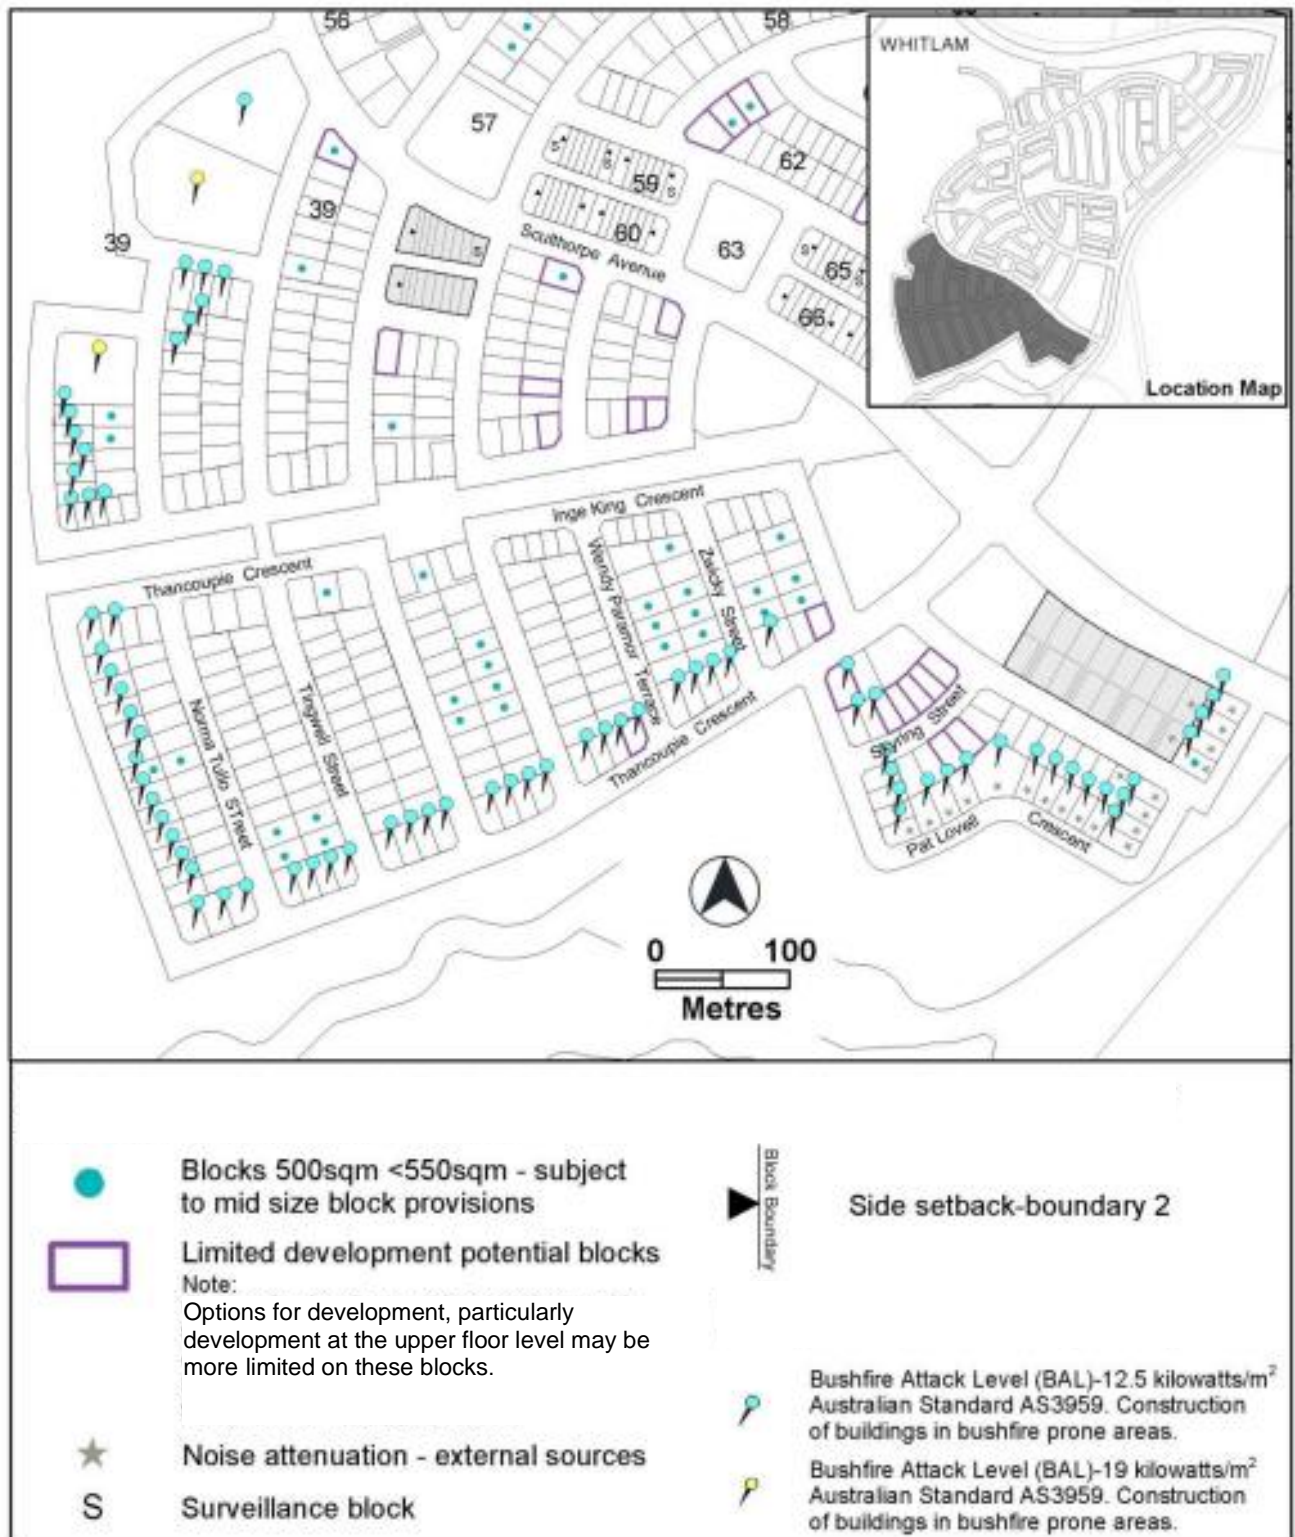 56
58
WHITLAM
57
62
39
59
S
S
S
60
Sculthorpe Avenue
63
S
65
S
66
39
S
Location Map
Inge King Crescent
Thancoupie Crescent
Wendy Paramor Terrace
Zalicky Street
Norma Tullo STreet
Tingwell Street
Thancoupie Crescent
Skyring Street
Pat Lovell Crescent
0 100
Metres
Blocks 500sqm <550sqm - subject
to mid size block provisions
Limited development potential blocks
Note:
Options for development, particularly
development at the upper floor level may be
more limited on these blocks.
Noise attenuation - external sources
S Surveillance block
Block Boundary
Side setback-boundary 2
Bushfire Attack Level (BAL)-12.5 kilowatts/m²
Australian Standard AS3959. Construction
of buildings in bushfire prone areas.
Bushfire Attack Level (BAL)-19 kilowatts/m²
Australian Standard AS3959. Construction
of buildings in bushfire prone areas.